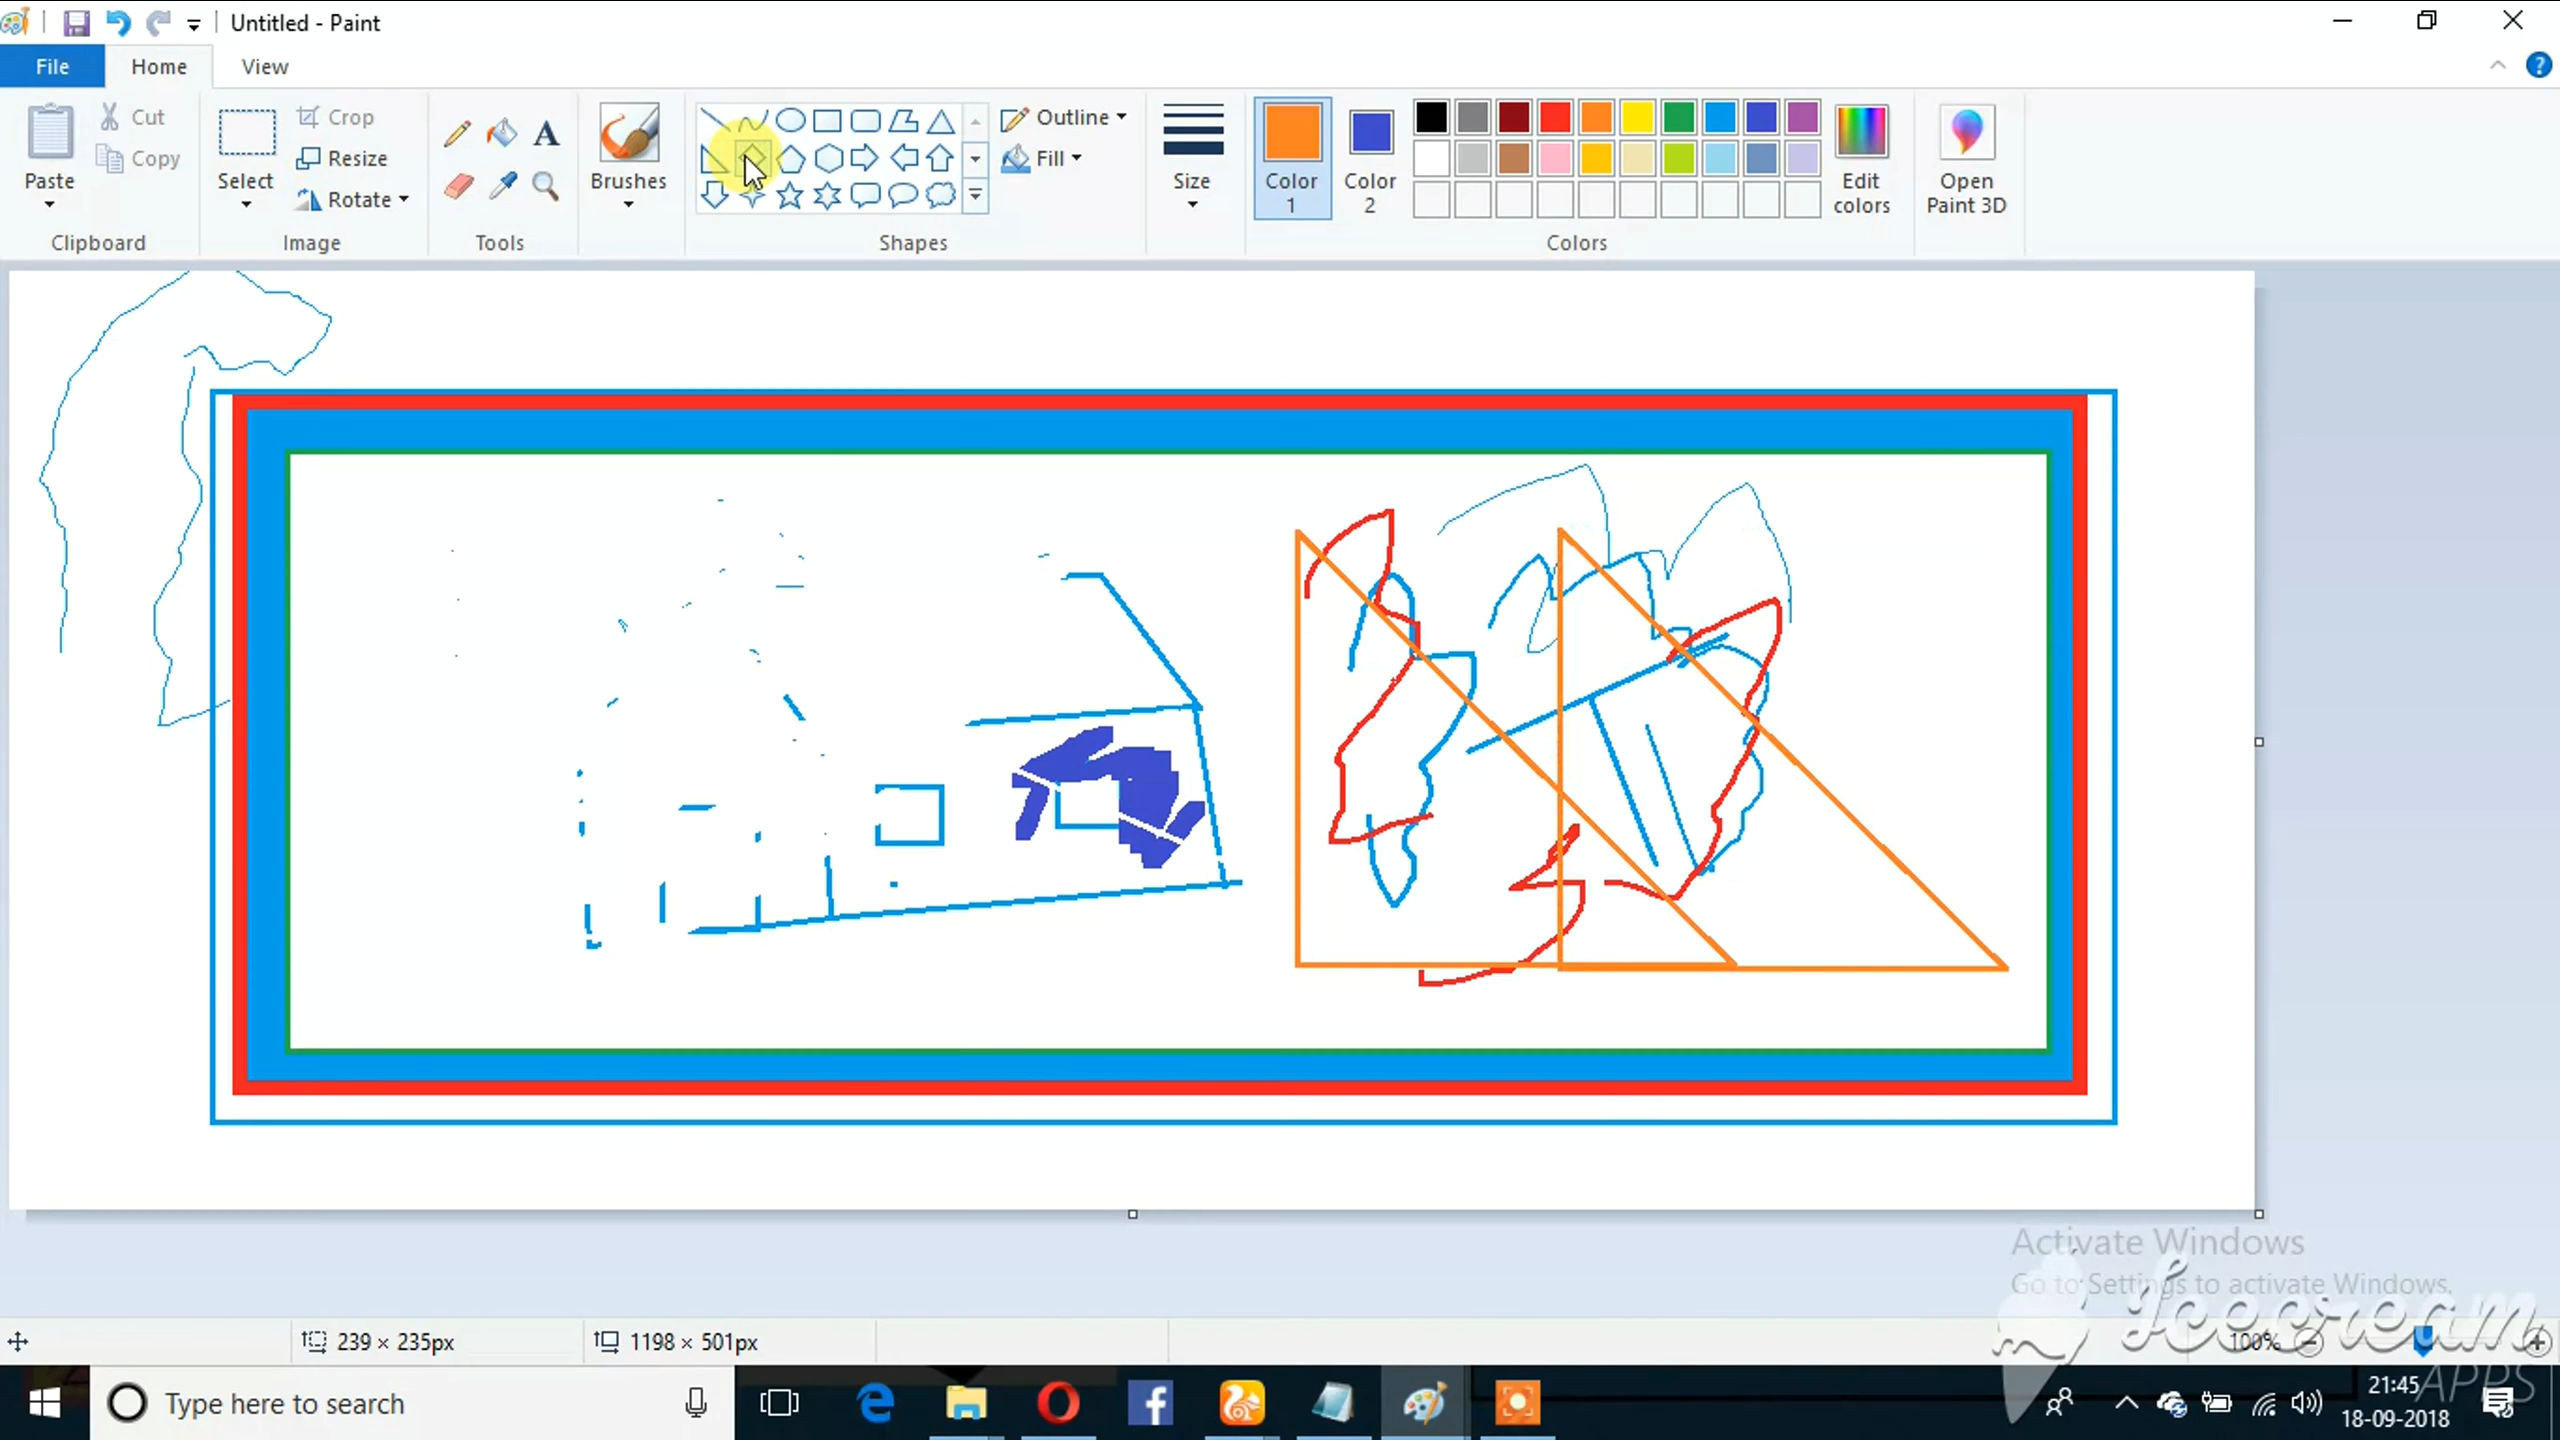 Untitled - Paint
File Home View
Paste Cut Copy
Clipboard
Select Crop Resize Rotate
Image
A
Tools
Brushes
Outline Fill
Shapes
Size
Color 1 Color 2
Edit colors
Colors
Open Paint 3D
?
Activate Windows
Go to Settings to activate Windows.
Icecream
APPS
239 × 235px 1198 × 501px 100%
Type here to search
21:45
18-09-2018